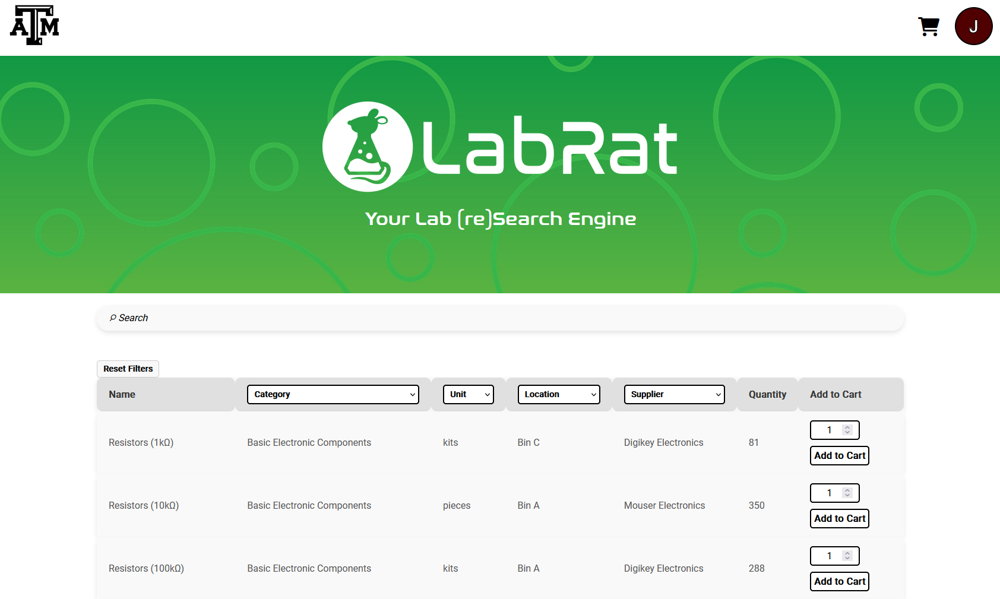 ATM
J
LabRat
Your Lab (re)Search Engine
Search
Reset Filters
Name Category Unit Location Supplier Quantity Add to Cart
Resistors (1kΩ) Basic Electronic Components kits Bin C Digikey Electronics 81 1
Add to Cart
Resistors (10kΩ) Basic Electronic Components pieces Bin A Mouser Electronics 350 1
Add to Cart
Resistors (100kΩ) Basic Electronic Components kits Bin A Digikey Electronics 288 1
Add to Cart